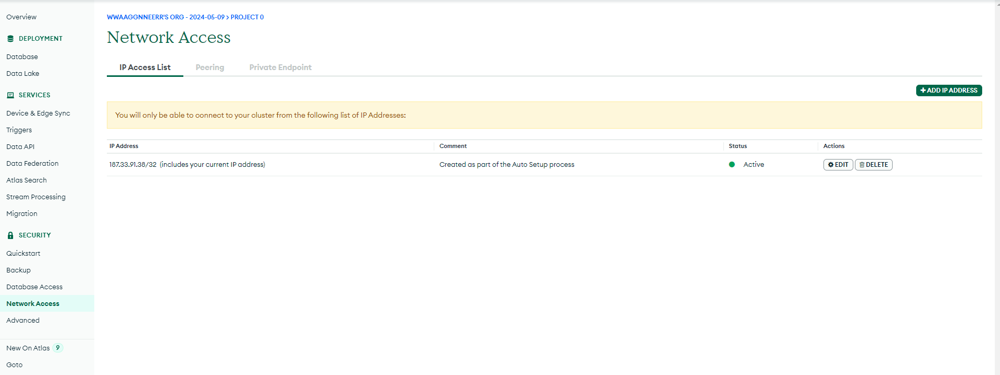 Overview
DEPLOYMENT
Database
Data Lake
SERVICES
Device & Edge Sync
Triggers
Data API
Data Federation
Atlas Search
Stream Processing
Migration
SECURITY
Quickstart
Backup
Database Access
Network Access
Advanced
New On Atlas 9
Goto
WWAAGGNNEERR'S ORG - 2024-05-09 > PROJECT 0
Network Access
IP Access List Peering Private Endpoint
+ ADD IP ADDRESS
You will only be able to connect to your cluster from the following list of IP Addresses:
IP Address Comment Status Actions
187.33.91.38/32 (includes your current IP address) Created as part of the Auto Setup process Active EDIT DELETE